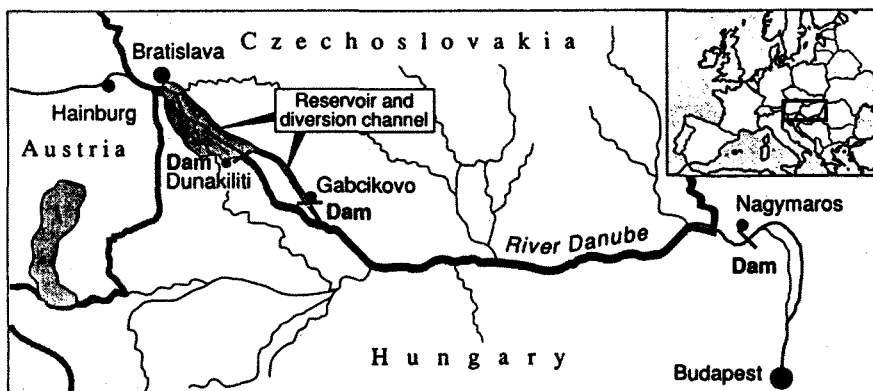 Czechoslovakia
Bratislava
Hainburg
Reservoir and
diversion channel
Austria
Dam
Dunakiliti
Gabcikovo
Dam
Nagymaros
River Danube
Dam
Hungary
Budapest